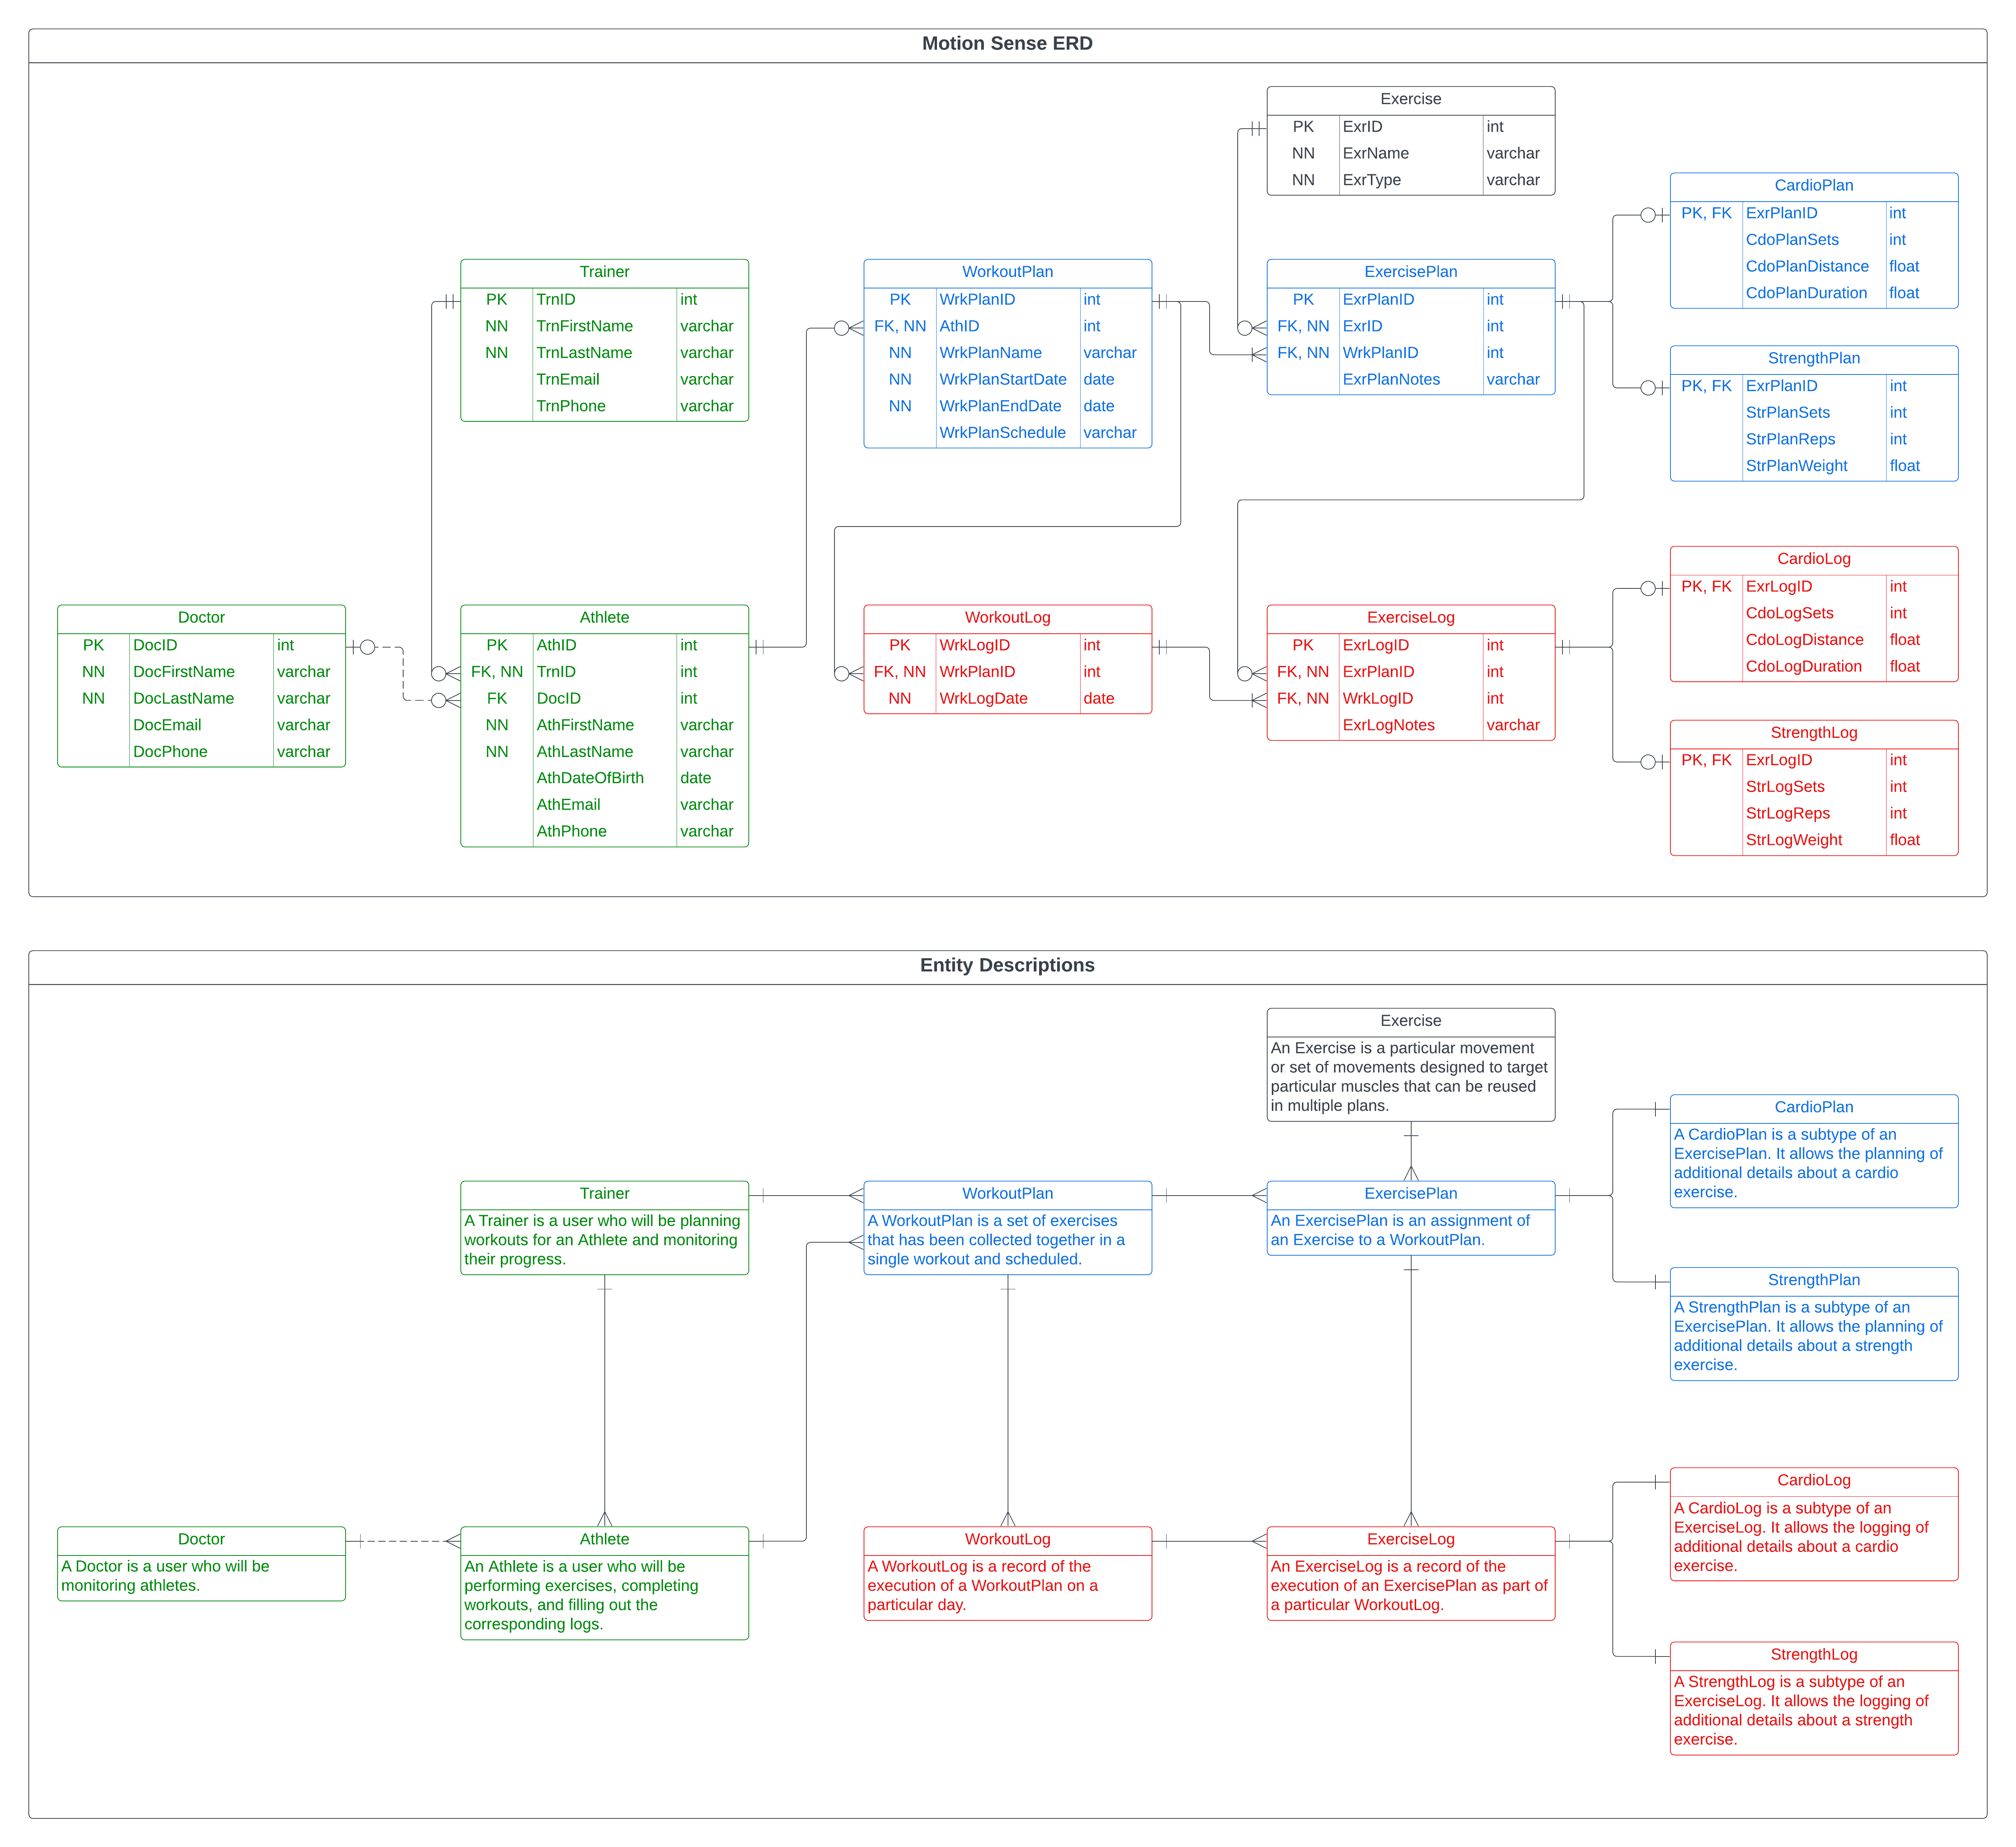 Motion Sense ERD
Exercise
PK ExrID int
NN ExrName varchar
NN ExrType varchar
CardioPlan
PK, FK ExrPlanID int
CdoPlanSets int
CdoPlanDistance float
CdoPlanDuration float
Trainer
PK TrnID int
NN TrnFirstName varchar
NN TrnLastName varchar
TrnEmail varchar
TrnPhone varchar
WorkoutPlan
PK WrkPlanID int
FK, NN AthID int
NN WrkPlanName varchar
NN WrkPlanStartDate date
NN WrkPlanEndDate date
WrkPlanSchedule varchar
ExercisePlan
PK ExrPlanID int
FK, NN ExrID int
FK, NN WrkPlanID int
ExrPlanNotes varchar
StrengthPlan
PK, FK ExrPlanID int
StrPlanSets int
StrPlanReps int
StrPlanWeight float
CardioLog
PK, FK ExrLogID int
CdoLogSets int
CdoLogDistance float
CdoLogDuration float
Doctor
PK DocID int
NN DocFirstName varchar
NN DocLastName varchar
DocEmail varchar
DocPhone varchar
Athlete
PK AthID int
FK, NN TrnID int
FK DocID int
NN AthFirstName varchar
NN AthLastName varchar
AthDateOfBirth date
AthEmail varchar
AthPhone varchar
WorkoutLog
PK WrkLogID int
FK, NN WrkPlanID int
NN WrkLogDate date
ExerciseLog
PK ExrLogID int
FK, NN ExrPlanID int
FK, NN WrkLogID int
ExrLogNotes varchar
StrengthLog
PK, FK ExrLogID int
StrLogSets int
StrLogReps int
StrLogWeight float
Entity Descriptions
Exercise
An Exercise is a particular movement
or set of movements designed to target
particular muscles that can be reused
in multiple plans.
CardioPlan
A CardioPlan is a subtype of an
ExercisePlan. It allows the planning of
additional details about a cardio
exercise.
Trainer
A Trainer is a user who will be planning
workouts for an Athlete and monitoring
their progress.
WorkoutPlan
A WorkoutPlan is a set of exercises
that has been collected together in a
single workout and scheduled.
ExercisePlan
An ExercisePlan is an assignment of
an Exercise to a WorkoutPlan.
StrengthPlan
A StrengthPlan is a subtype of an
ExercisePlan. It allows the planning of
additional details about a strength
exercise.
CardioLog
A CardioLog is a subtype of an
ExerciseLog. It allows the logging of
additional details about a cardio
exercise.
Doctor
A Doctor is a user who will be
monitoring athletes.
Athlete
An Athlete is a user who will be
performing exercises, completing
workouts, and filling out the
corresponding logs.
WorkoutLog
A WorkoutLog is a record of the
execution of a WorkoutPlan on a
particular day.
ExerciseLog
An ExerciseLog is a record of the
execution of an ExercisePlan as part of
a particular WorkoutLog.
StrengthLog
A StrengthLog is a subtype of an
ExerciseLog. It allows the logging of
additional details about a strength
exercise.